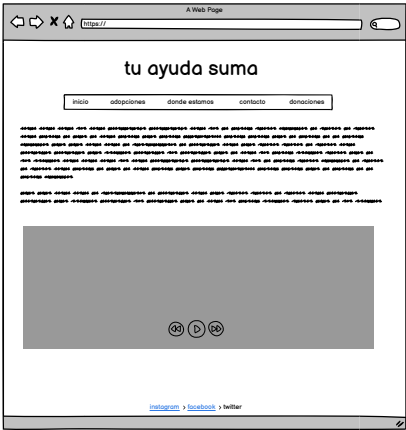 A Web Page
https://
tu ayuda suma
inicio adopciones donde estamos contacto donaciones
instagram > facebook > twitter